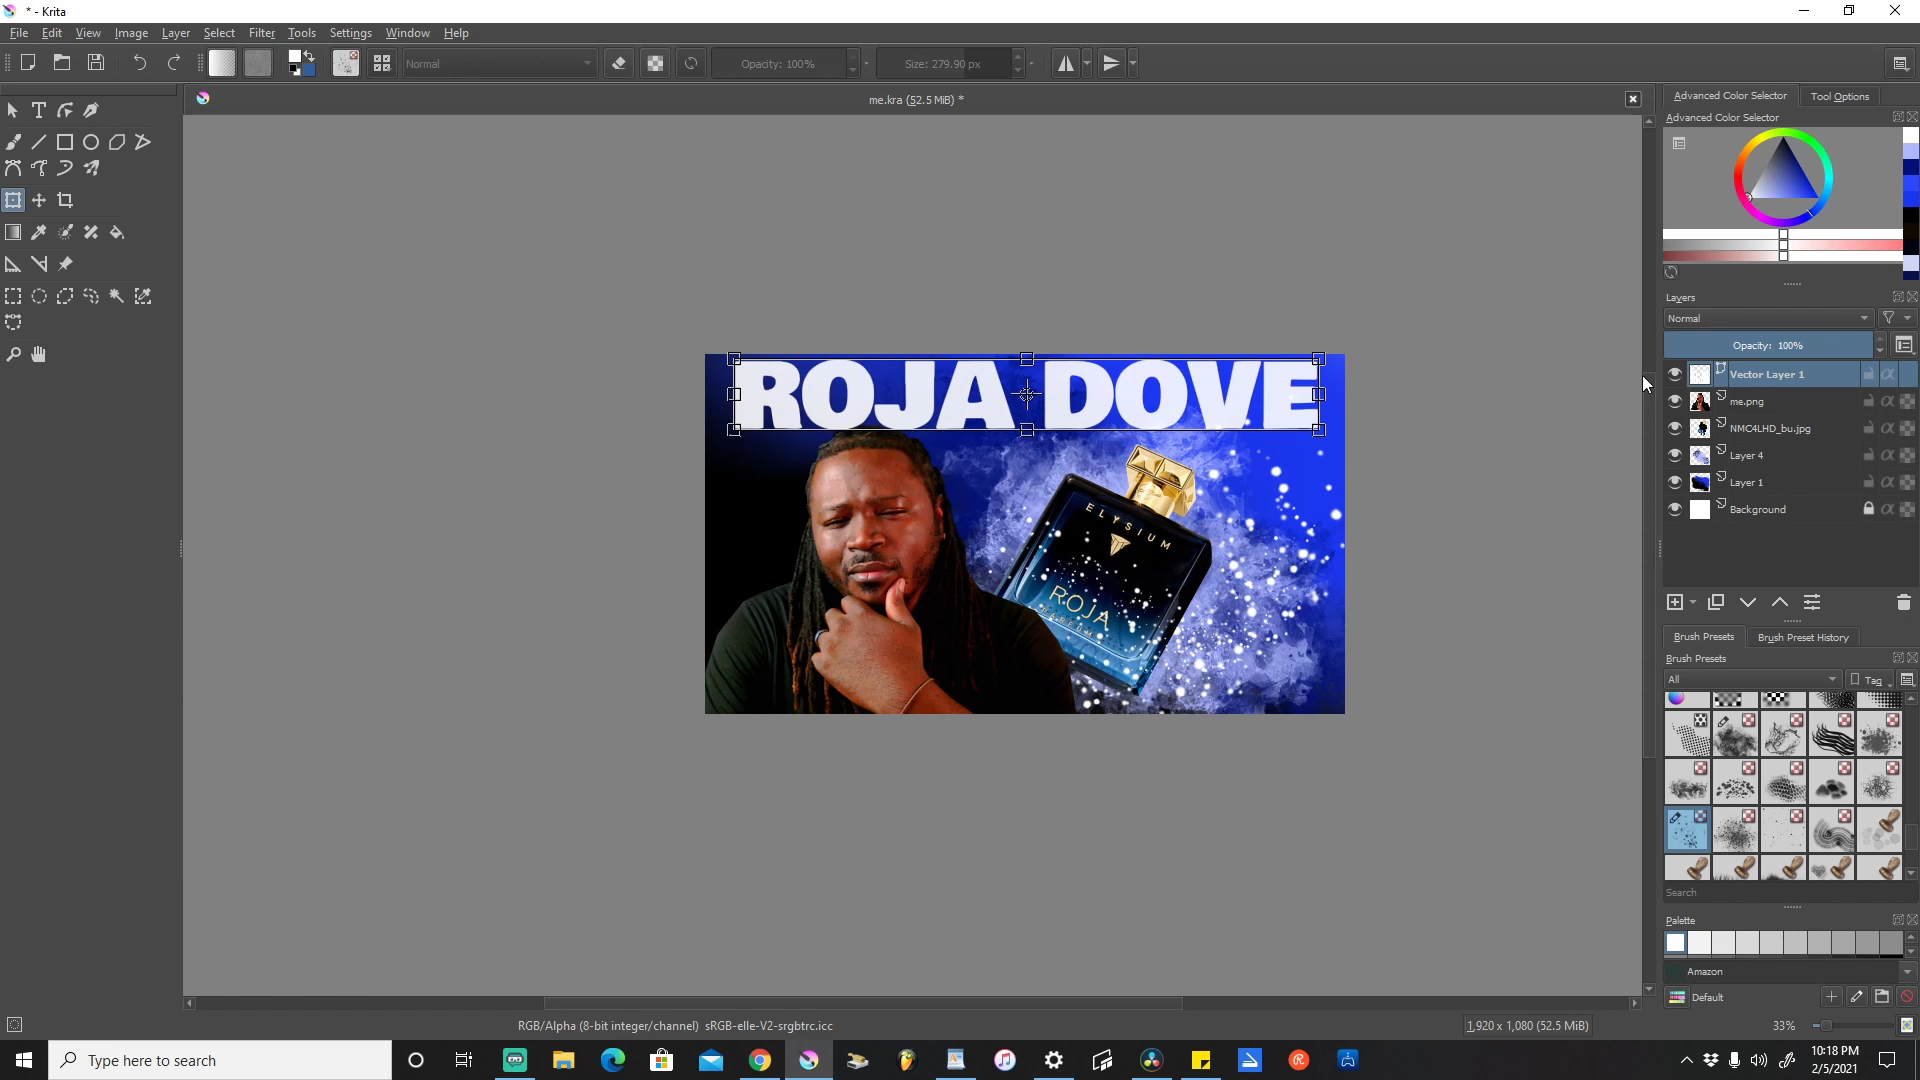 * - Krita
File Edit View Image Layer Select Filter Tools Settings Window Help
Normal Opacity: 100% Size: 279.90 px
me.kra (52.5 MiB) *
Advanced Color Selector Tool Options
Advanced Color Selector
Layers
Normal
Opacity: 100%
Vector Layer 1
me.png
NMC4LHD_bu.jpg
Layer 4
Layer 1
Background
ROJA DOVE
ELYSIUM
ROJA
PARFUMS
Brush Presets Brush Preset History
Brush Presets
All Tag
Search
Palette
Amazon
Default
RGB/Alpha (8-bit integer/channel) sRGB-elle-V2-srgbtrc.icc
1,920 x 1,080 (52.5 MiB)
33%
Type here to search
10:18 PM
2/5/2021